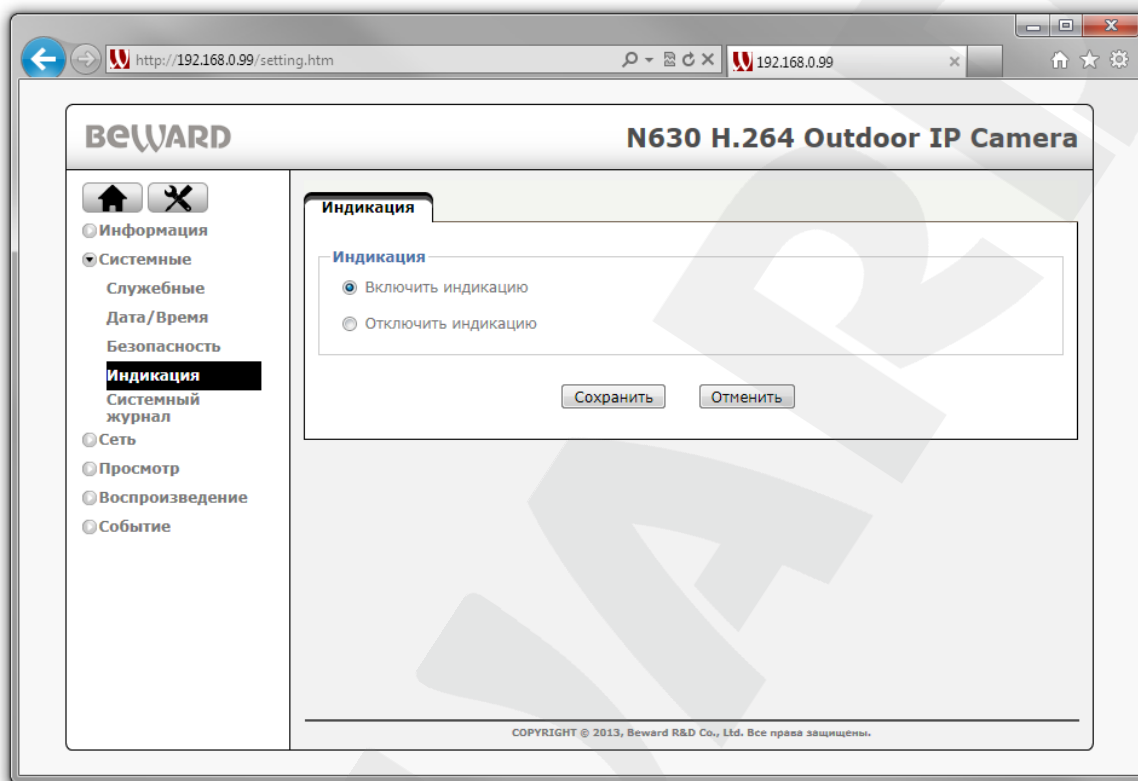 http://192.168.0.99/setting.htm
192.168.0.99
BEWARD
N630 H.264 Outdoor IP Camera
Информация
Системные
Служебные
Дата/Время
Безопасность
Индикация
Системный
журнал
Сеть
Просмотр
Воспроизведение
Событие
Индикация
Индикация
Включить индикацию
Отключить индикацию
Сохранить
Отменить
COPYRIGHT © 2013, Beward R&D Co., Ltd. Все права защищены.